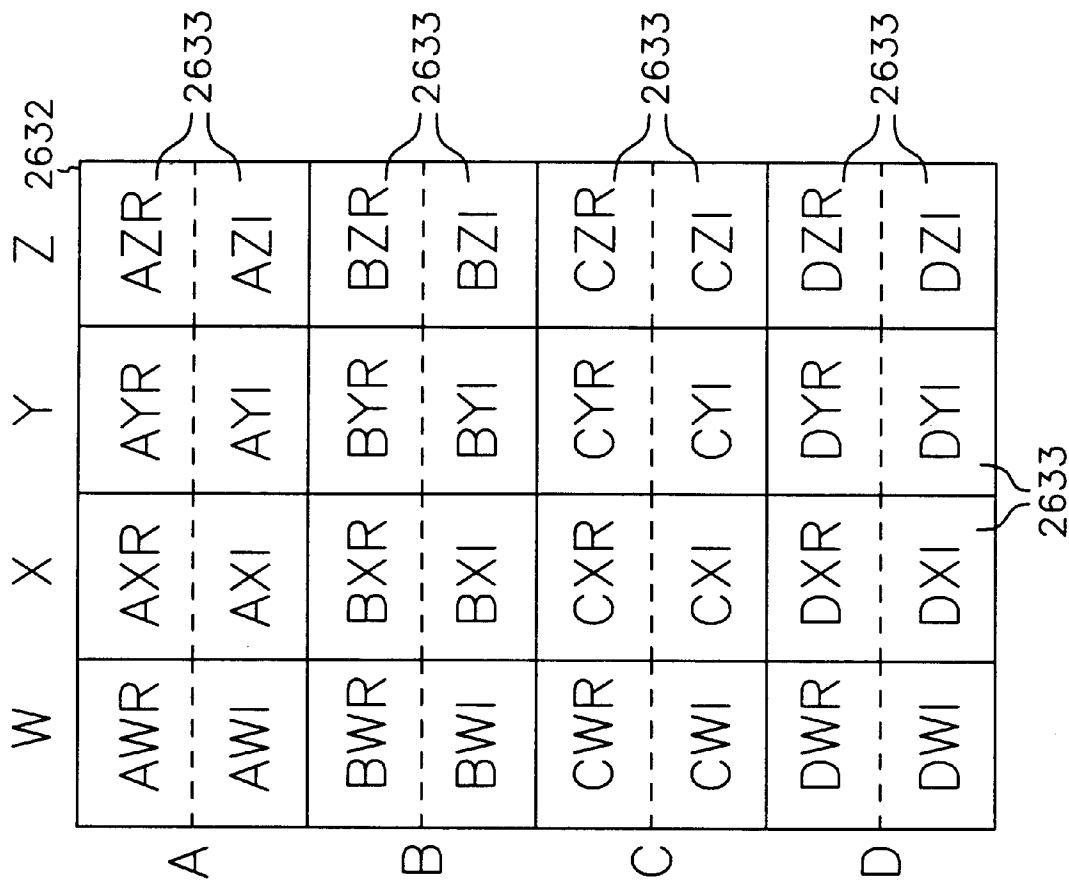 W X Y Z 2632
AWR AXR AYR AZR
A 2633
AWI AXI AYI AZI
BWR BXR BYR BZR
B 2633
BWI BXI BYI BZI
CWR CXR CYR CZR
C 2633
CWI CXI CYI CZI
DWR DXR DYR DZR
D 2633
DWI DXI DYI DZI
2633